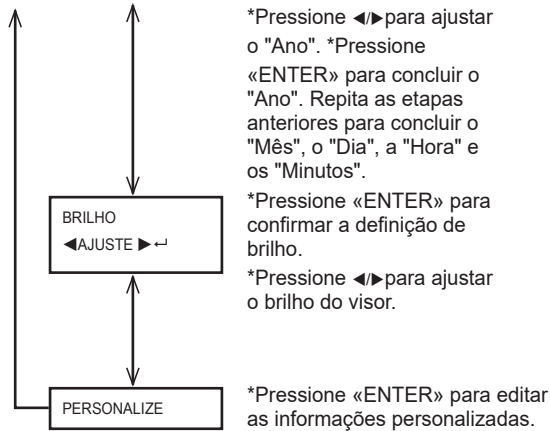 *Pressione ◀/▶para ajustar
o "Ano". *Pressione
«ENTER» para concluir o
"Ano". Repita as etapas
anteriores para concluir o
"Mês", o "Dia", a "Hora" e
os "Minutos".
BRILHO
◀AJUSTE ▶ ↵
*Pressione «ENTER» para
confirmar a definição de
brilho.
*Pressione ◀/▶para ajustar
o brilho do visor.
PERSONALIZE
*Pressione «ENTER» para editar
as informações personalizadas.